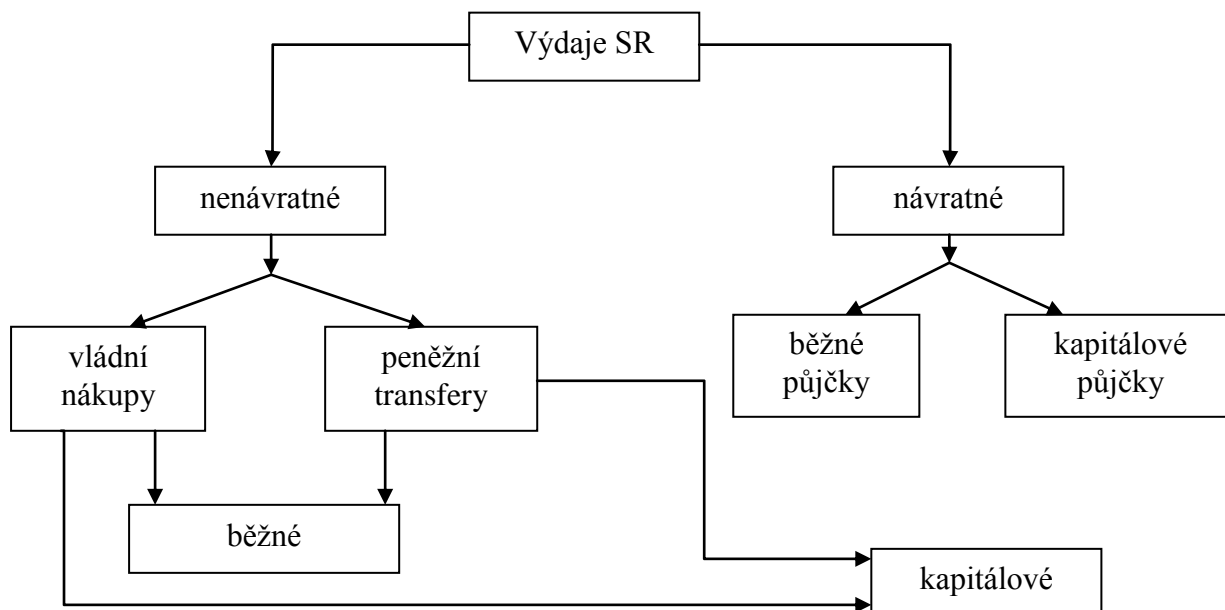 Výdaje SR
nenávratné
návratné
vládní
nákupy
peněžní
transfery
běžné
půjčky
kapitálové
půjčky
běžné
kapitálové